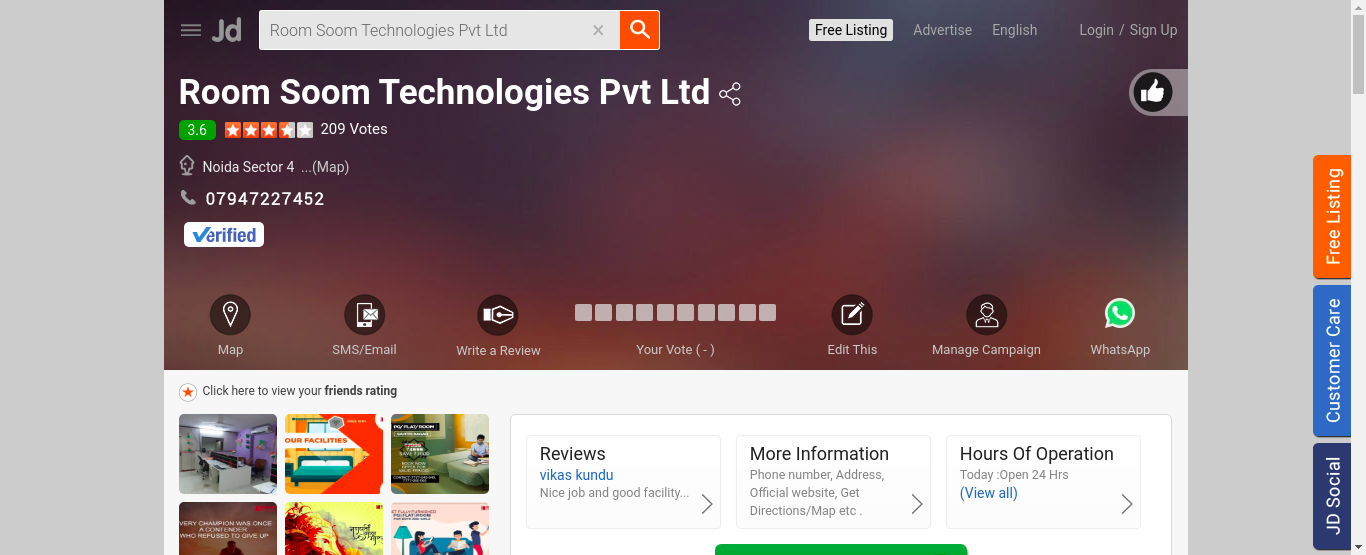 Jd
Room Soom Technologies Pvt Ltd
Free Listing
Advertise
English
Login / Sign Up
Room Soom Technologies Pvt Ltd
3.6
209 Votes
Noida Sector 4 ...(Map)
07947227452
Verified
Map
SMS/Email
Write a Review
Your Vote ( - )
Edit This
Manage Campaign
WhatsApp
Click here to view your friends rating
OUR FACILITIES
PG/ FLAT/ ROOM
EVERY CHAMPION WAS ONCE
A CONTENDER
WHO REFUSED TO GIVE UP
Reviews
vikas kundu
Nice job and good facility...
More Information
Phone number, Address,
Official website, Get
Directions/Map etc .
Hours Of Operation
Today :Open 24 Hrs
(View all)
Free Listing
Customer Care
JD Social